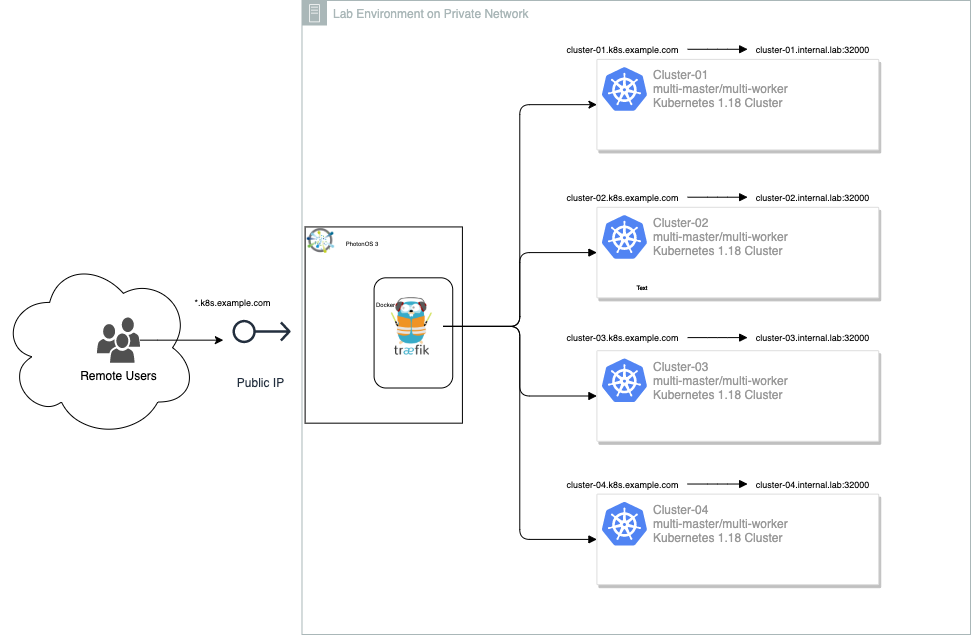 Lab Environment on Private Network
cluster-01.k8s.example.com
cluster-01.internal.lab:32000
Cluster-01
multi-master/multi-worker
Kubernetes 1.18 Cluster
cluster-02.k8s.example.com
cluster-02.internal.lab:32000
Cluster-02
multi-master/multi-worker
Kubernetes 1.18 Cluster
Text
PhotonOS 3
Docker
træfik
*.k8s.example.com
Public IP
Remote Users
cluster-03.k8s.example.com
cluster-03.internal.lab:32000
Cluster-03
multi-master/multi-worker
Kubernetes 1.18 Cluster
cluster-04.k8s.example.com
cluster-04.internal.lab:32000
Cluster-04
multi-master/multi-worker
Kubernetes 1.18 Cluster